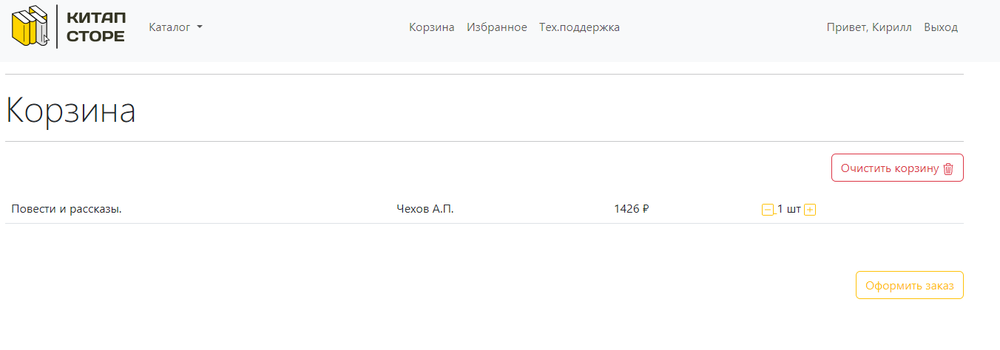 КИТАП
СТОРЕ
Каталог
Корзина Избранное Тех.поддержка
Привет, Кирилл Выход
Корзина
Очистить корзину
Повести и рассказы. Чехов А.П. 1426 ₽ 1 шт
Оформить заказ